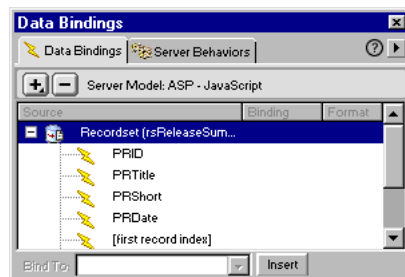 Data Bindings
Data Bindings Server Behaviors ?
Server Model: ASP - JavaScript
Source Binding Format
Recordset (rsReleaseSum...
PRID
PRTitle
PRShort
PRDate
[first record index]
Bind To: Insert